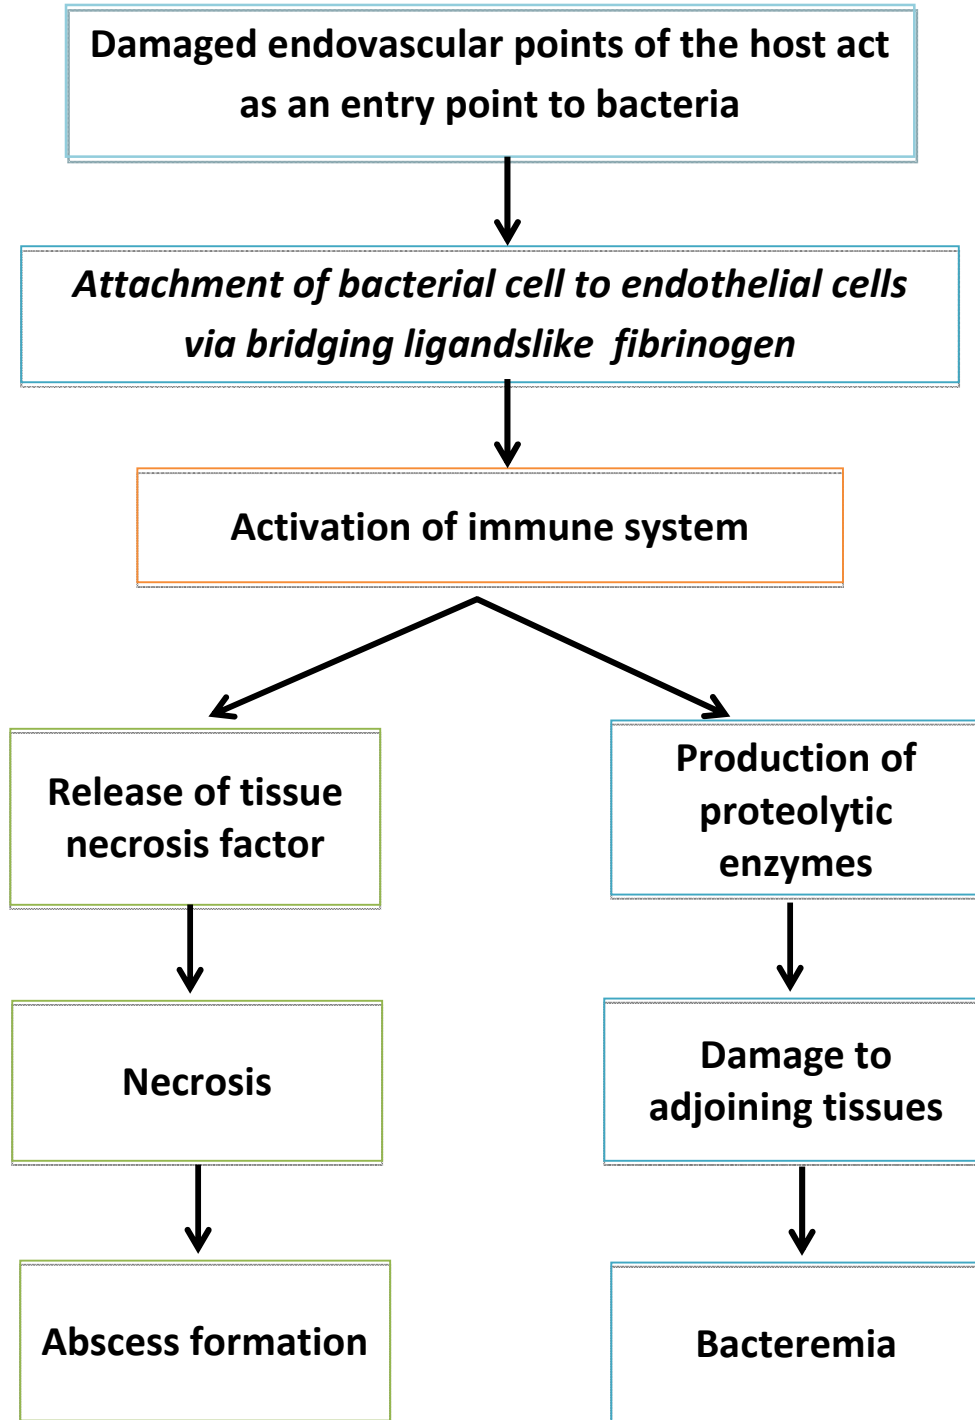 Damaged endovascular points of the host act
as an entry point to bacteria
Attachment of bacterial cell to endothelial cells
via bridging ligandslike fibrinogen
Activation of immune system
Release of tissue
necrosis factor
Production of
proteolytic
enzymes
Necrosis
Damage to
adjoining tissues
Abscess formation
Bacteremia